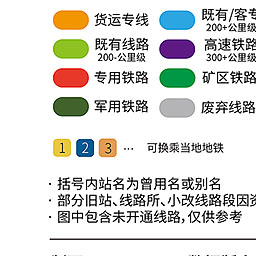 货运专线
既有/客专
200+公里级
既有线路
200-公里级
高速铁路
300+公里级
专用铁路
矿区铁路
军用铁路
废弃线路
1 2 3 ··· 可换乘当地地铁
· 括号内站名为曾用名或别名
· 部分旧站、线路所、小改线路段因资
· 图中包含未开通线路，仅供参考